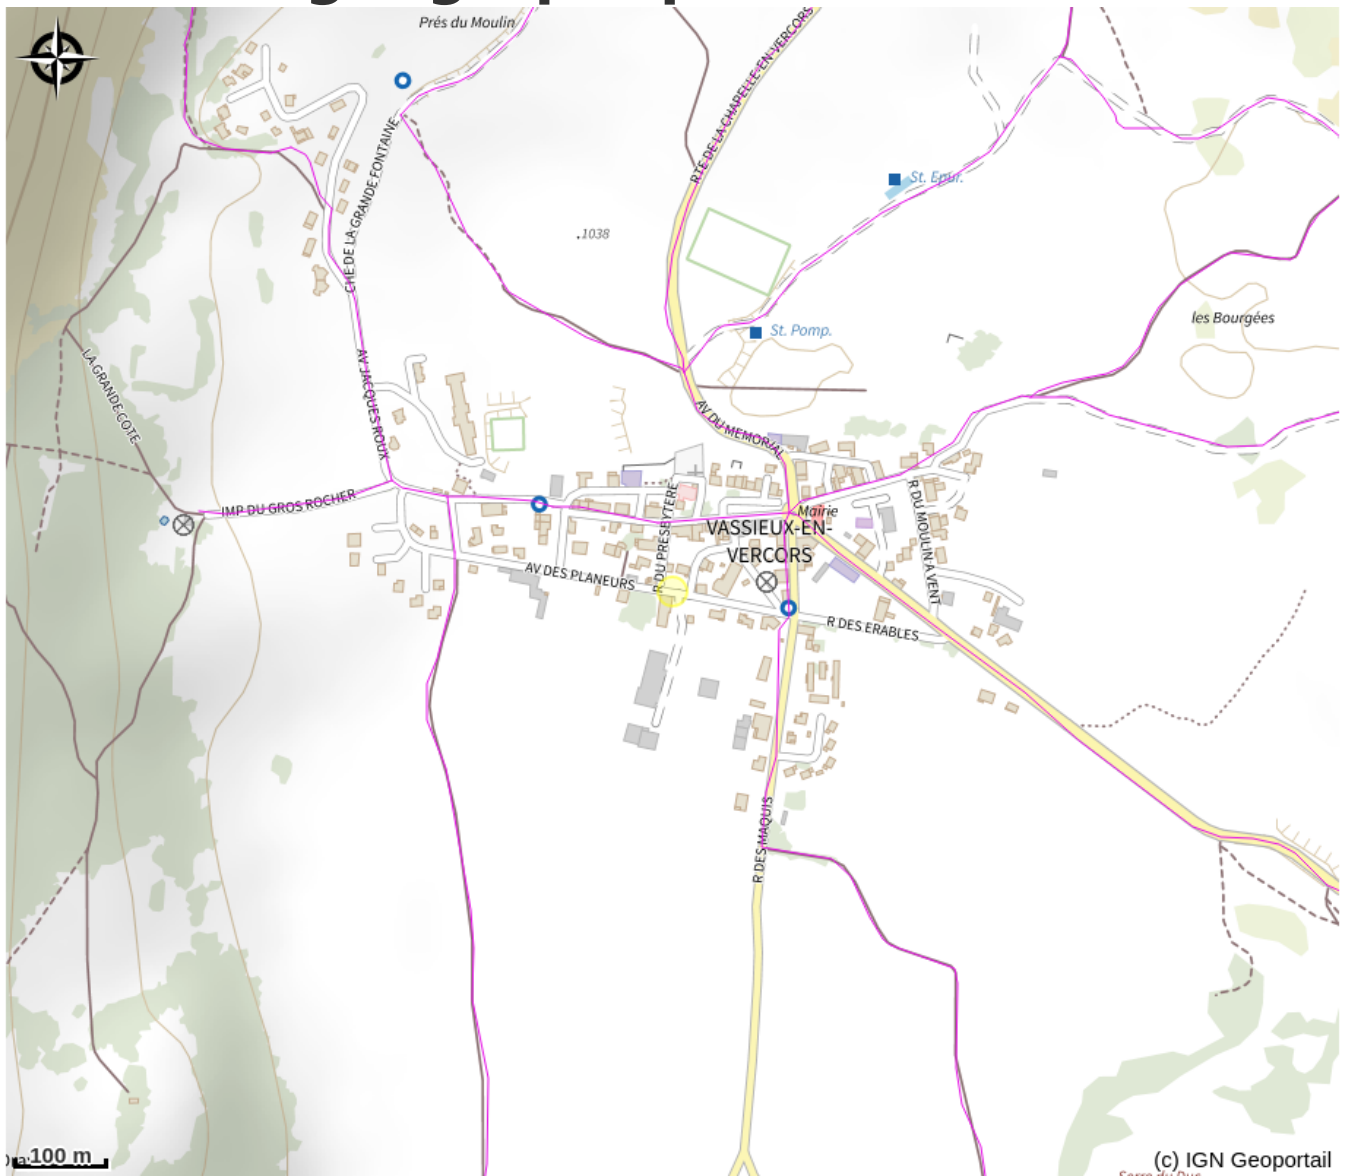 Prés du Moulin
RTE DE LA CHAPELLE-EN-VERCORS
CHE DE LA GRANDE FONTAINE
St. Epur.
.1038
les Bourgées
St. Pomp.
LA GRANDE COTE
AV JACQUES ROUX
AV DU MEMORIAL
IMP DU GROS ROCHER
R DU PRESBYTERE
Mairie
VASSIEUX-EN-
VERCORS
R DU MOULIN A VENT
AV DES PLANEURS
R DES ERABLES
R DES MAQUIS
100 m
(c) IGN Geoportail